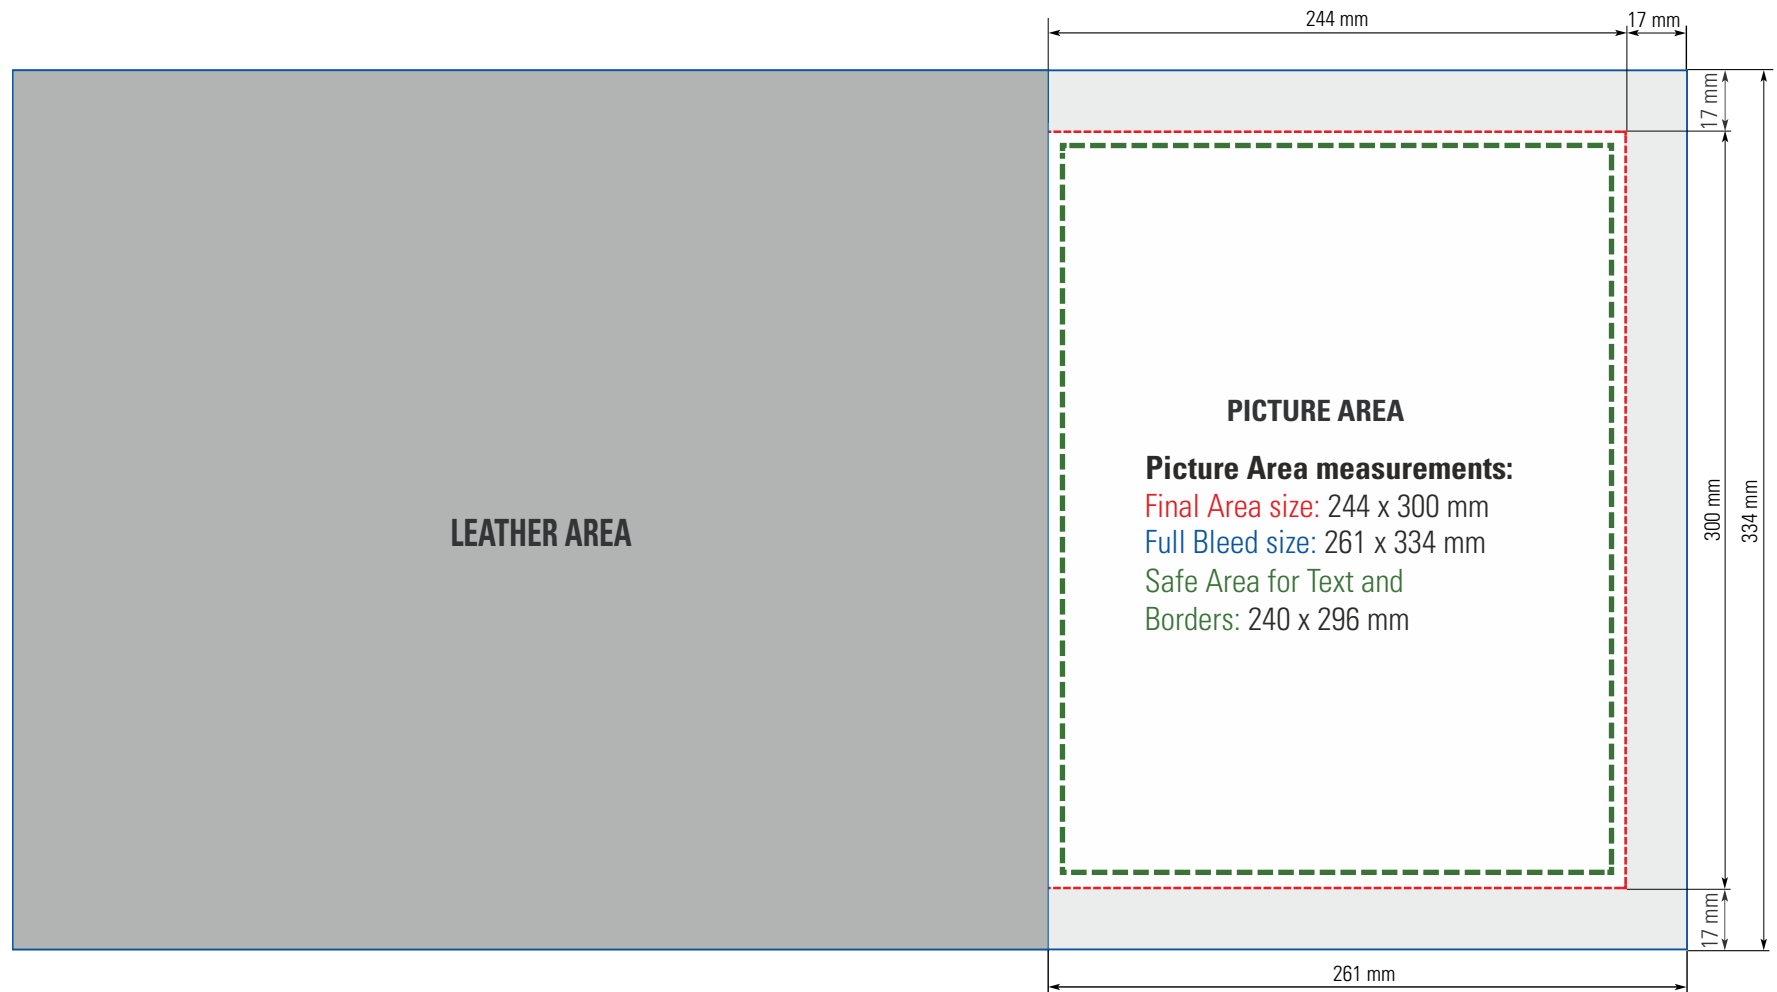 244 mm
17 mm
17 mm
PICTURE AREA
Picture Area measurements:
Final Area size: 244 x 300 mm
Full Bleed size: 261 x 334 mm
Safe Area for Text and
Borders: 240 x 296 mm
LEATHER AREA
300 mm
334 mm
17 mm
261 mm